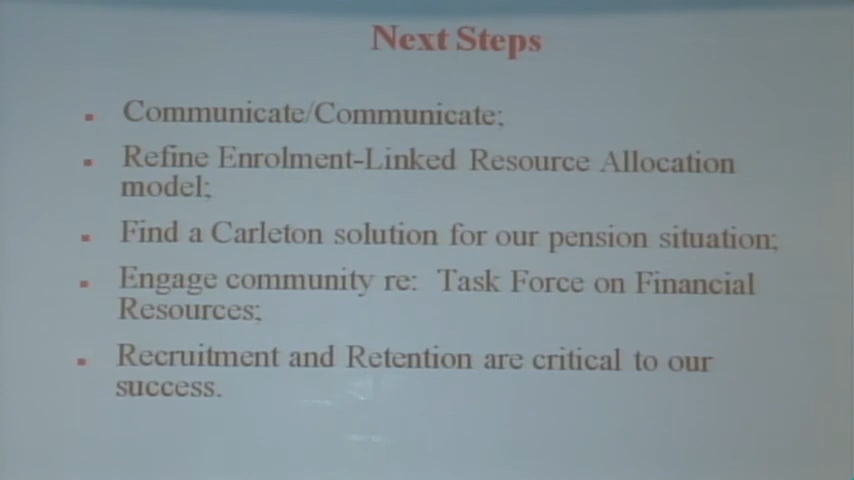 Next Steps
Communicate/Communicate;
Refine Enrolment-Linked Resource Allocation
model;
Find a Carleton solution for our pension situation;
Engage community re: Task Force on Financial
Resources;
Recruitment and Retention are critical to our
success.